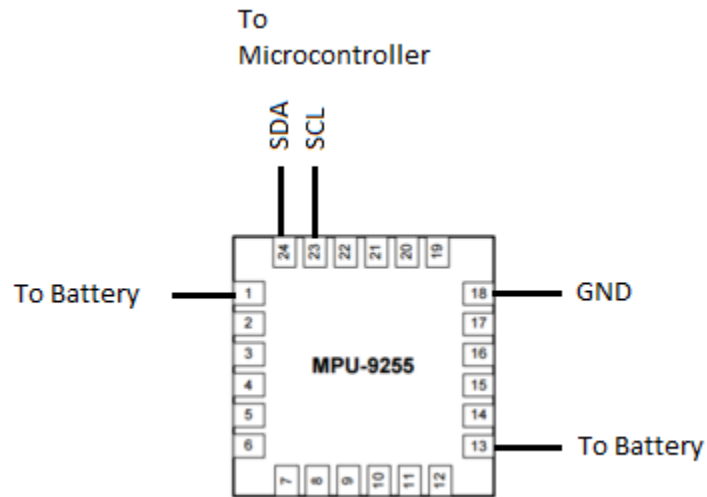 To
Microcontroller
SDA
SCL
24 23 22 21 20 19
To Battery
1
18
GND
2
17
3
16
MPU-9255
4
15
5
14
6
13
To Battery
7 8 9 10 11 12